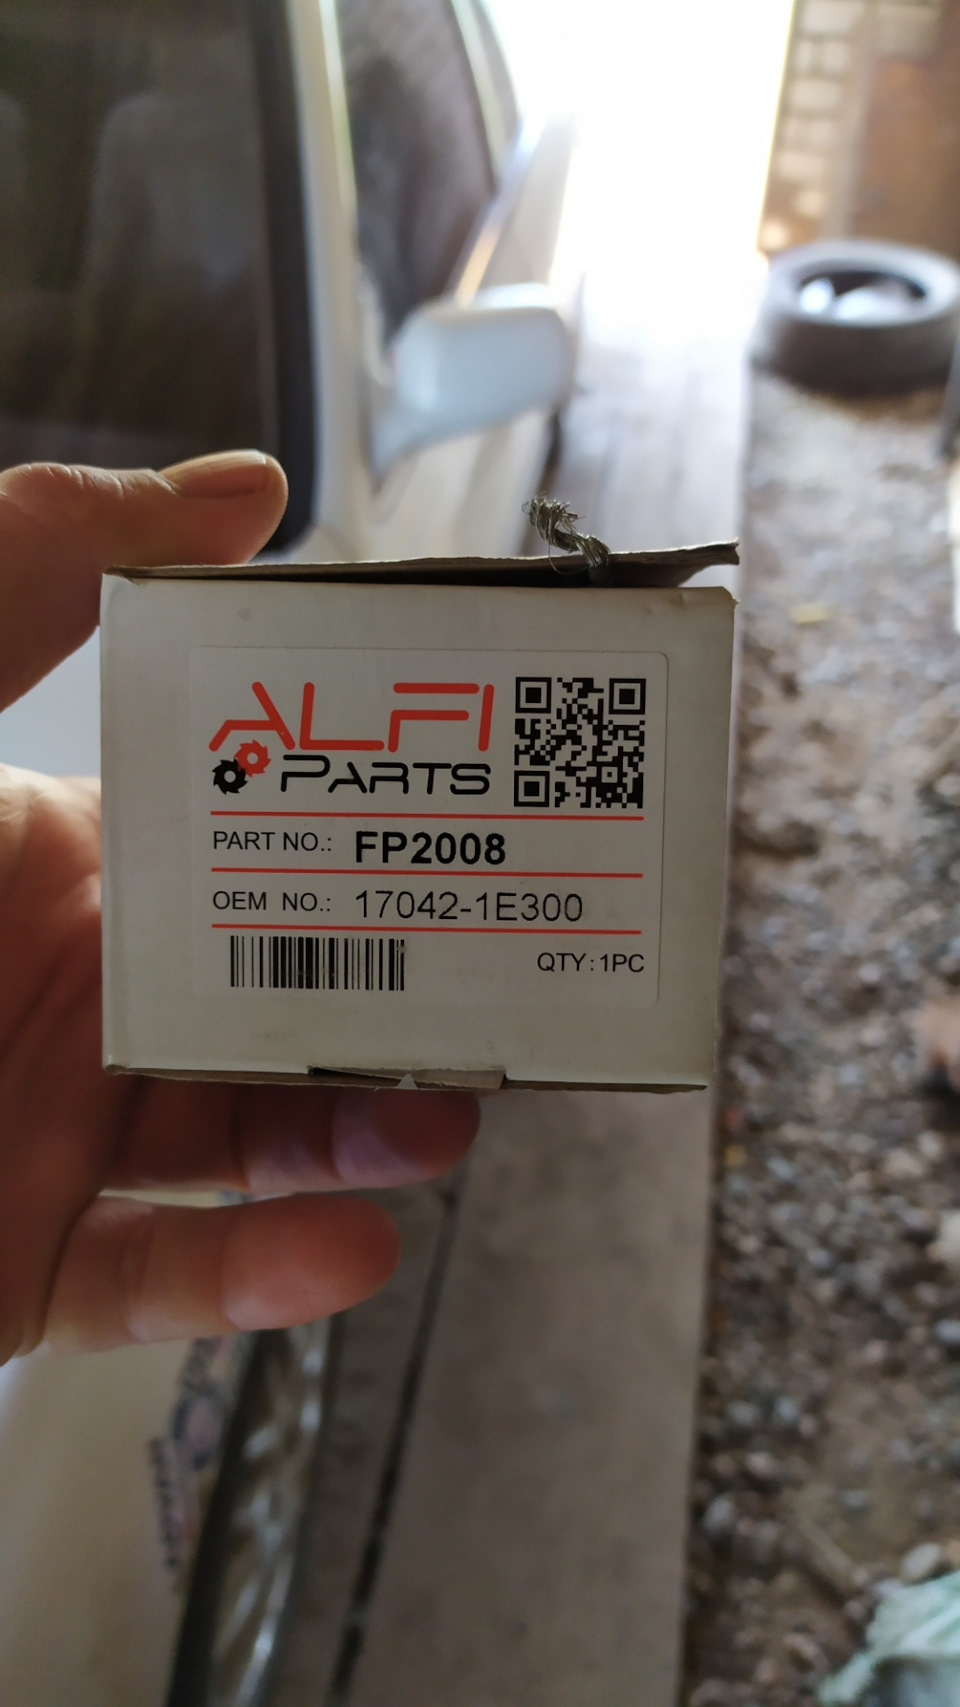 ALFI
PARTS
PART NO.: FP2008
OEM NO.: 17042-1E300
QTY: 1PC